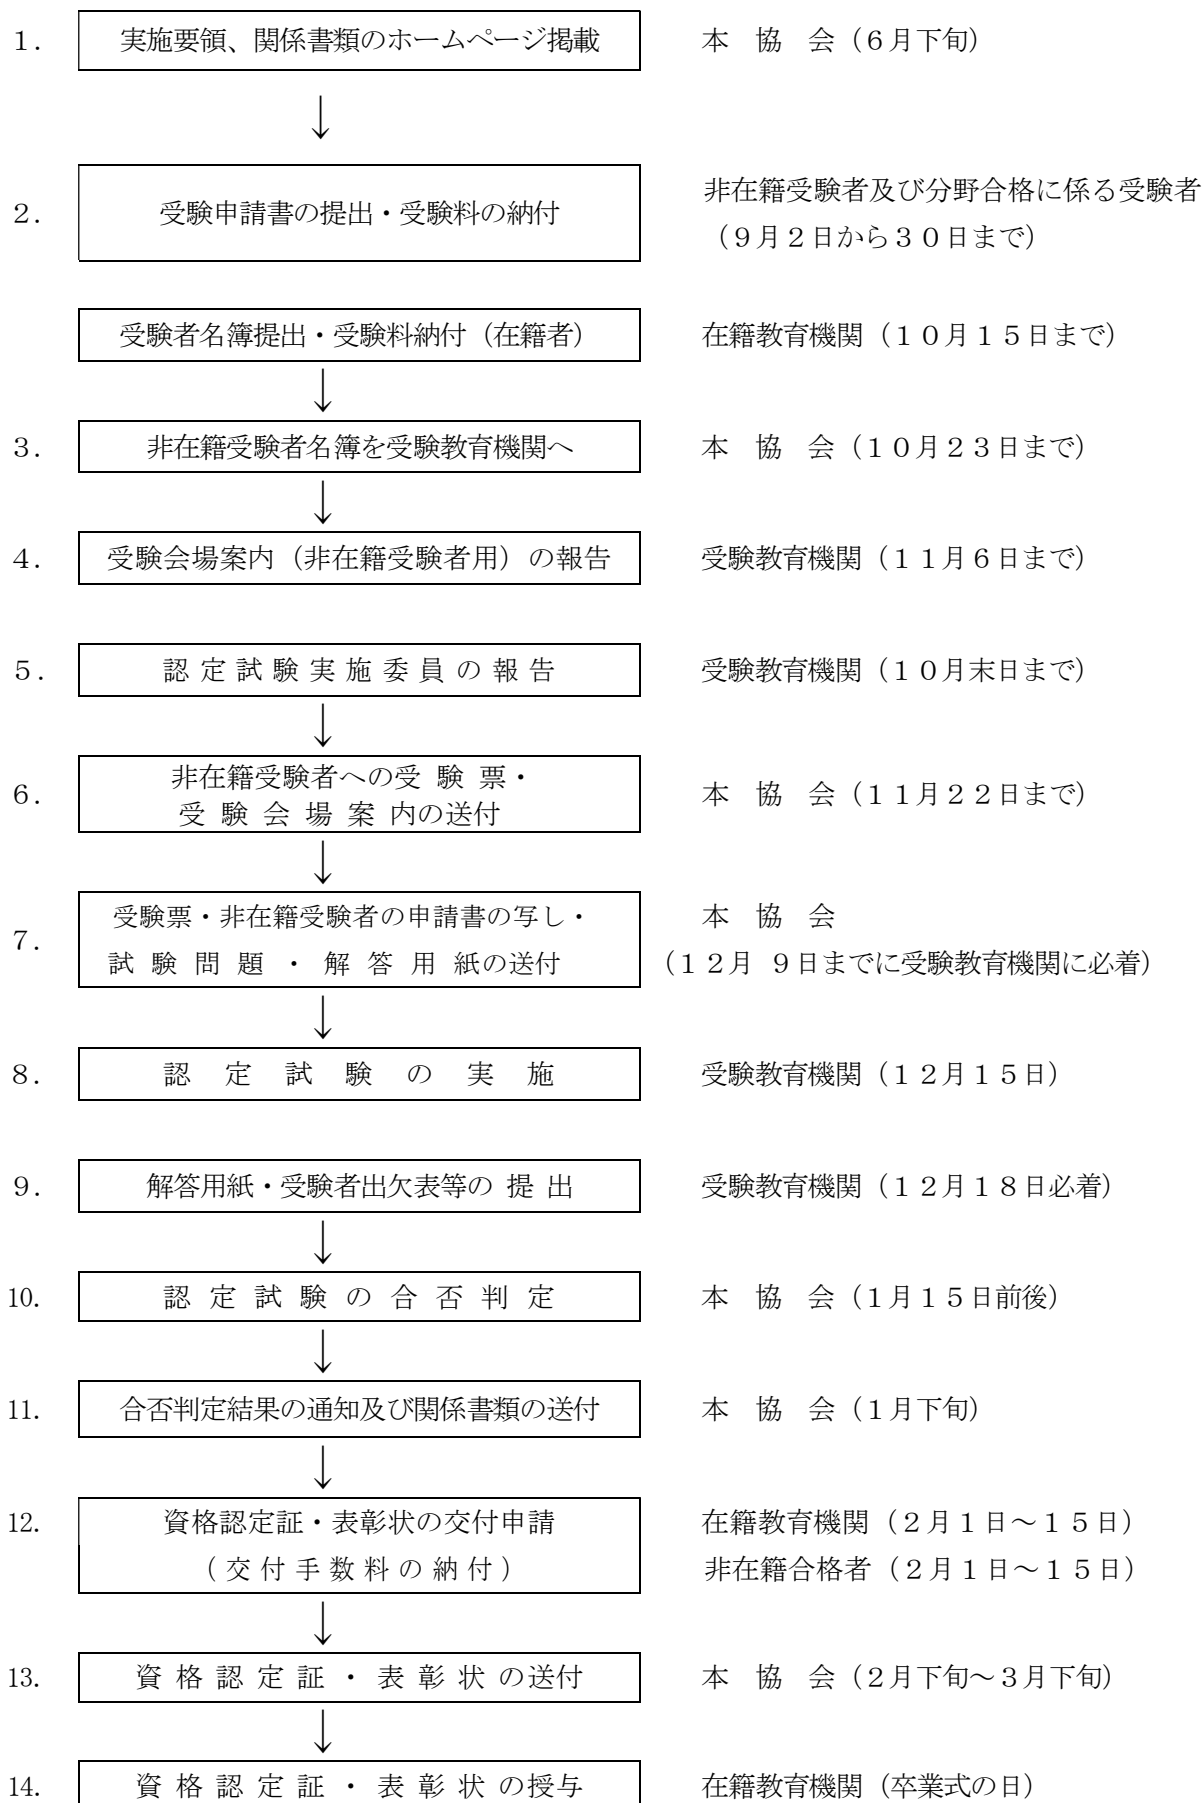 １． 実施要領、関係書類のホームページ掲載 本　協　会（６月下旬）
↓
２． 受験申請書の提出・受験料の納付 非在籍受験者及び分野合格に係る受験者
（９月２日から３０日まで）
受験者名簿提出・受験料納付（在籍者） 在籍教育機関（１０月１５日まで）
↓
３． 非在籍受験者名簿を受験教育機関へ 本　協　会（１０月２３日まで）
↓
４． 受験会場案内（非在籍受験者用）の報告 受験教育機関（１１月６日まで）
５． 認 定 試 験 実 施 委 員 の 報 告 受験教育機関（１０月末日まで）
↓
６． 非在籍受験者への受 験 票・ 本　協　会（１１月２２日まで）
受 験 会 場 案 内の送付
↓
７． 受験票・非在籍受験者の申請書の写し・ 本　協　会
試 験 問 題 ・ 解 答 用 紙の送付 （１２月 ９日までに受験教育機関に必着）
↓
８． 認　定　試　験　の　実　施 受験教育機関（１２月１５日）
９． 解答用紙・受験者出欠表等の 提 出 受験教育機関（１２月１８日必着）
↓
10. 認 定 試 験 の 合 否 判 定 本　協　会（１月１５日前後）
↓
11. 合否判定結果の通知及び関係書類の送付 本　協　会（１月下旬）
↓
12. 資格認定証・表彰状の交付申請 在籍教育機関（２月１日～１５日）
（ 交 付 手 数 料 の 納 付 ） 非在籍合格者（２月１日～１５日）
↓
13. 資 格 認 定 証 ・ 表 彰 状 の送付 本　協　会（２月下旬～３月下旬）
↓
14. 資 格 認 定 証 ・ 表 彰 状 の授与 在籍教育機関（卒業式の日）